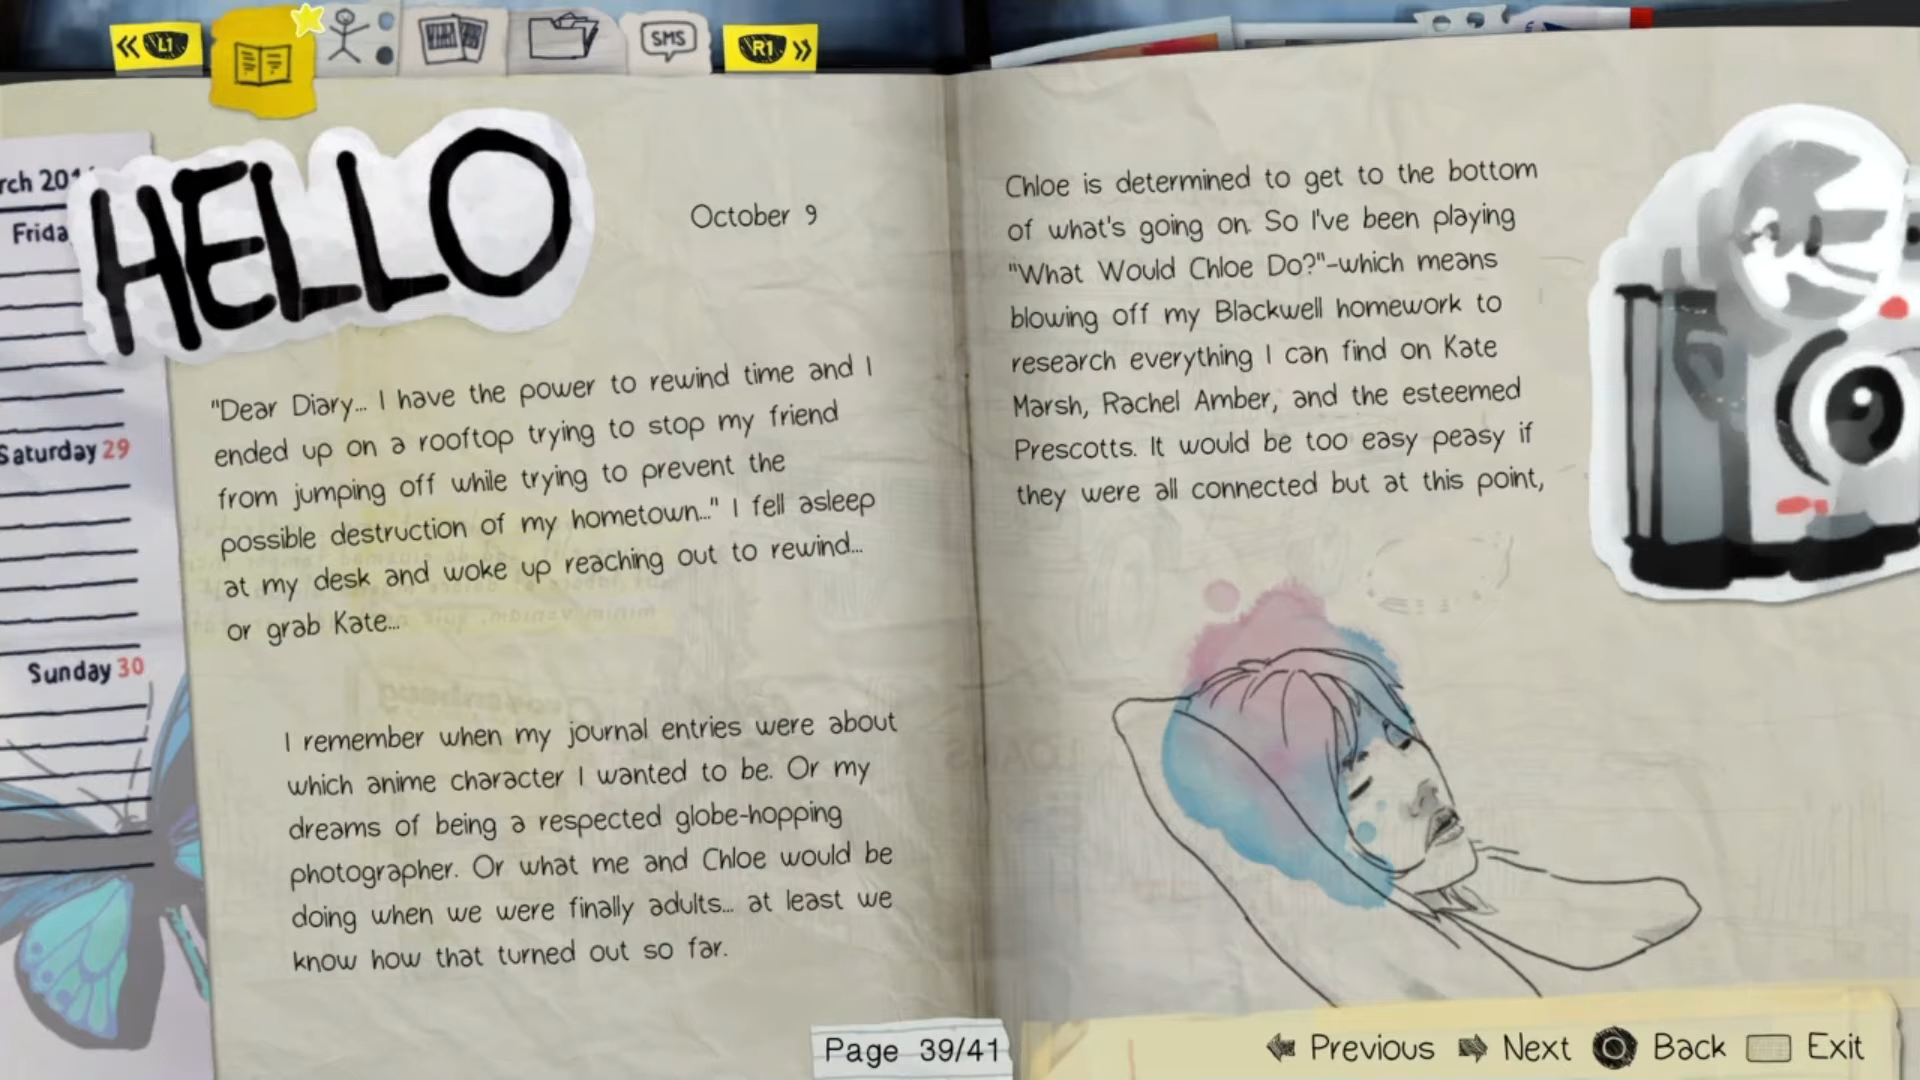 L1
SMS
R1
rch 20
Frida
Saturday 29
Sunday 30
HELLO
October 9
"Dear Diary... I have the power to rewind time and I
ended up on a rooftop trying to stop my friend
from jumping off while trying to prevent the
possible destruction of my hometown..." I fell asleep
at my desk and woke up reaching out to rewind...
or grab Kate...
I remember when my journal entries were about
which anime character I wanted to be. Or my
dreams of being a respected globe-hopping
photographer. Or what me and Chloe would be
doing when we were finally adults... at least we
know how that turned out so far.
Chloe is determined to get to the bottom
of what's going on. So I've been playing
"What Would Chloe Do?"-which means
blowing off my Blackwell homework to
research everything I can find on Kate
Marsh, Rachel Amber, and the esteemed
Prescotts. It would be too easy peasy if
they were all connected but at this point,
Page 39/41
Previous
Next
Back
Exit